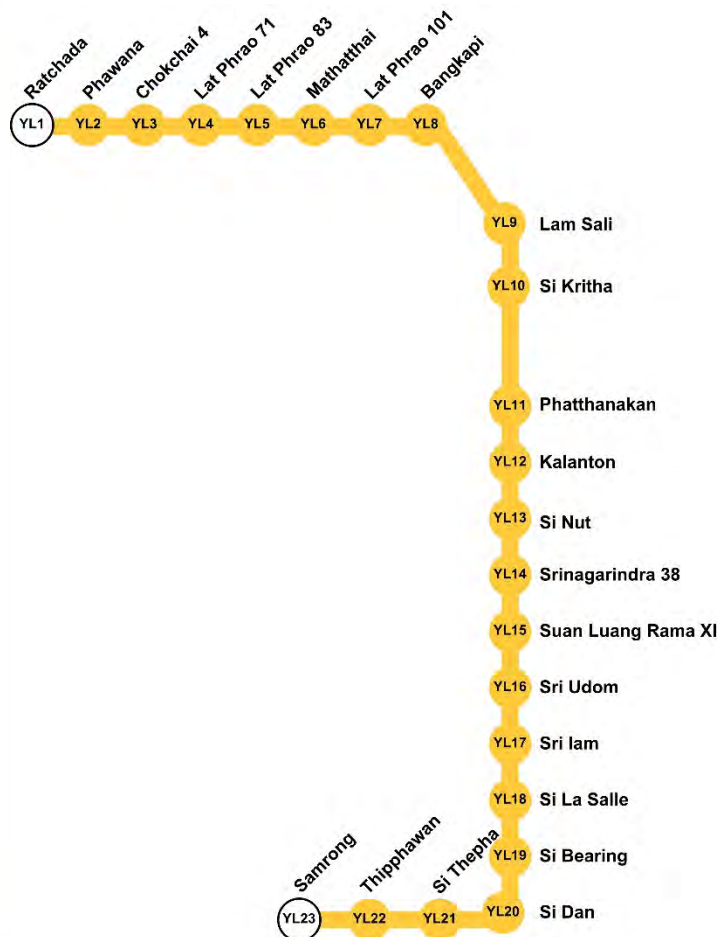 Ratchada
Phawana
Chokchai 4
Lat Phrao 71
Lat Phrao 83
Mathatthai
Lat Phrao 101
Bangkapi
YL1 YL2 YL3 YL4 YL5 YL6 YL7 YL8
YL9 Lam Sali
YL10 Si Kritha
YL11 Phatthanakan
YL12 Kalanton
YL13 Si Nut
YL14 Srinagarindra 38
YL15 Suan Luang Rama XI
YL16 Sri Udom
YL17 Sri Iam
YL18 Si La Salle
YL19 Si Bearing
Samrong
Thipphawan
Si Thepha
YL23 YL22 YL21 YL20 Si Dan